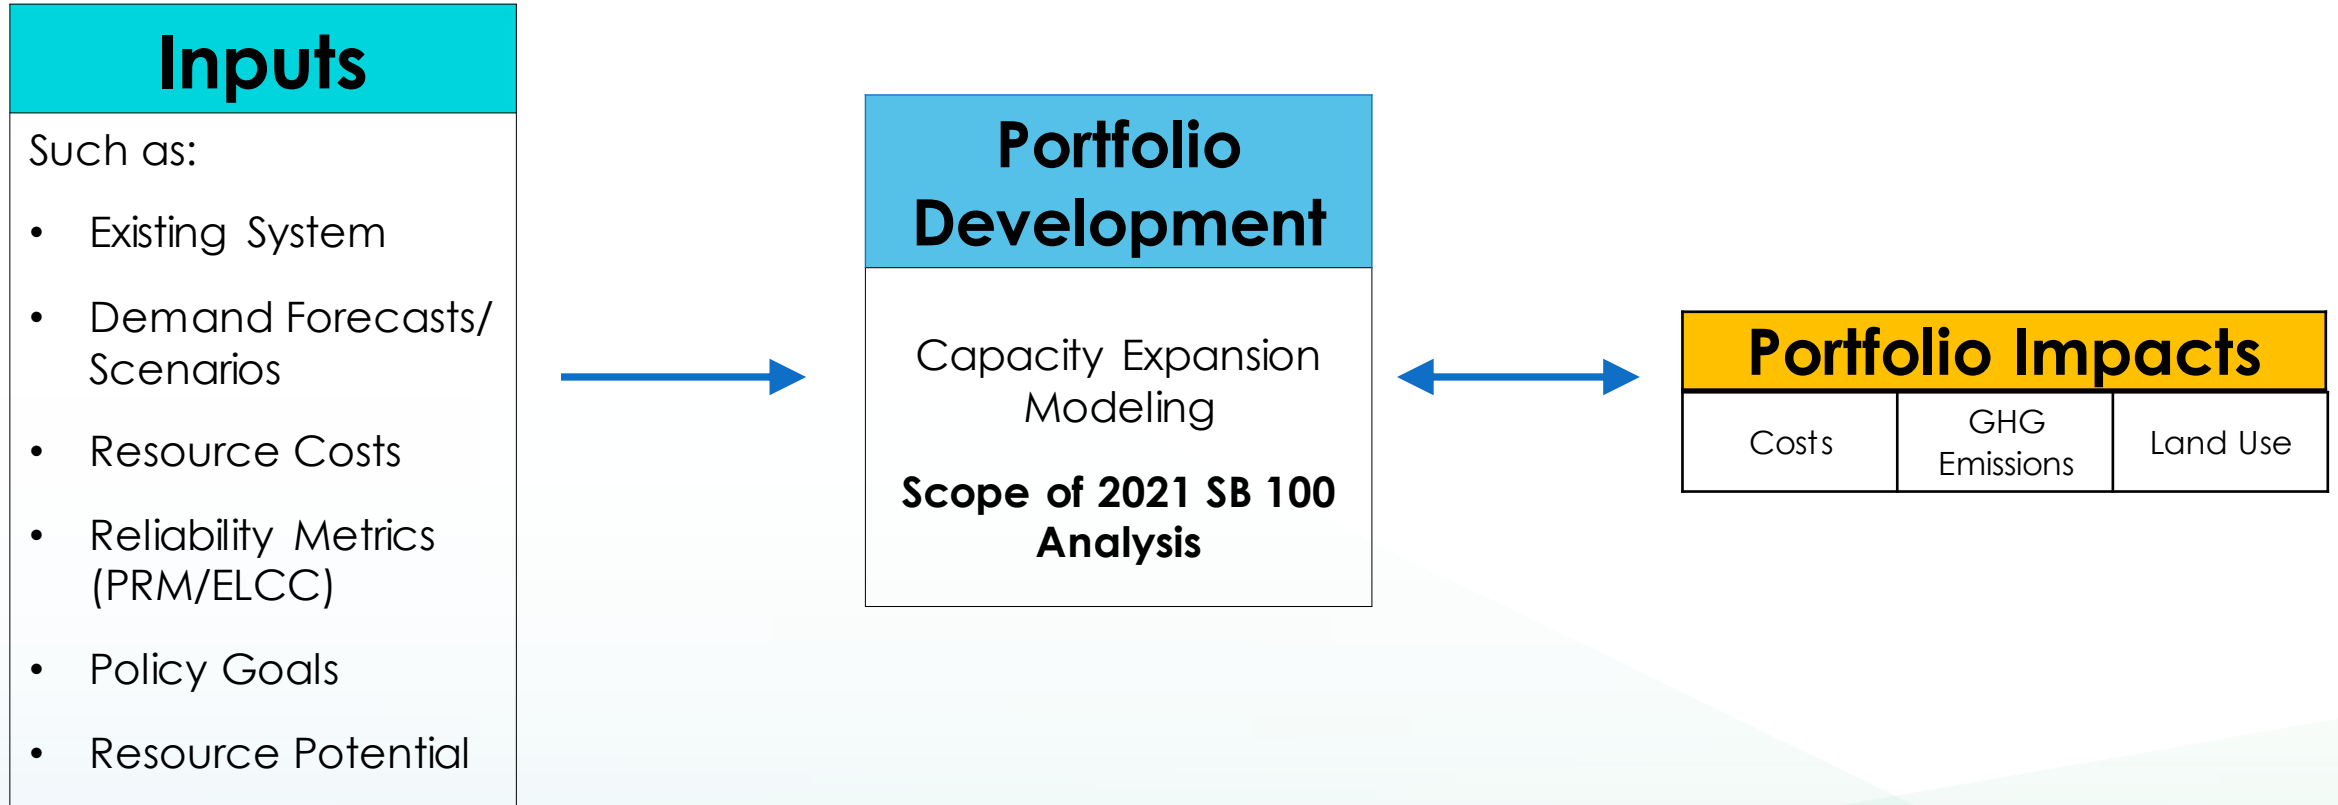 Inputs
Such as:
• Existing System
• Demand Forecasts/
Scenarios
• Resource Costs
• Reliability Metrics
(PRM/ELCC)
• Policy Goals
• Resource Potential
Portfolio
Development
Capacity Expansion
Modeling
Scope of 2021 SB 100
Analysis
Portfolio Impacts
Costs
GHG
Emissions
Land Use